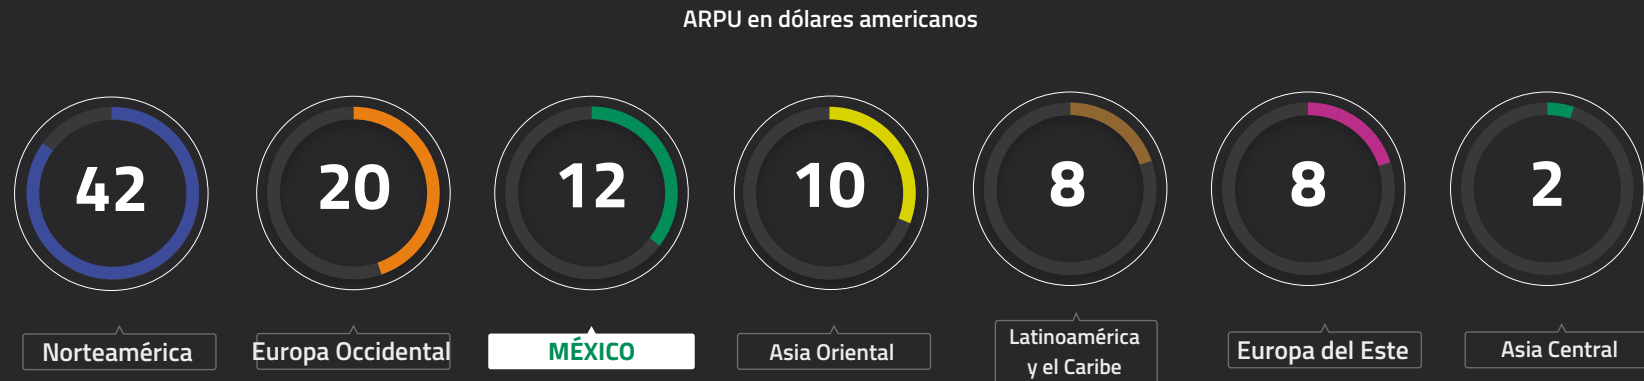 ARPU en dólares americanos
42
20
12
10
8
8
2
Norteamérica
Europa Occidental
MÉXICO
Asia Oriental
Latinoamérica
y el Caribe
Europa del Este
Asia Central